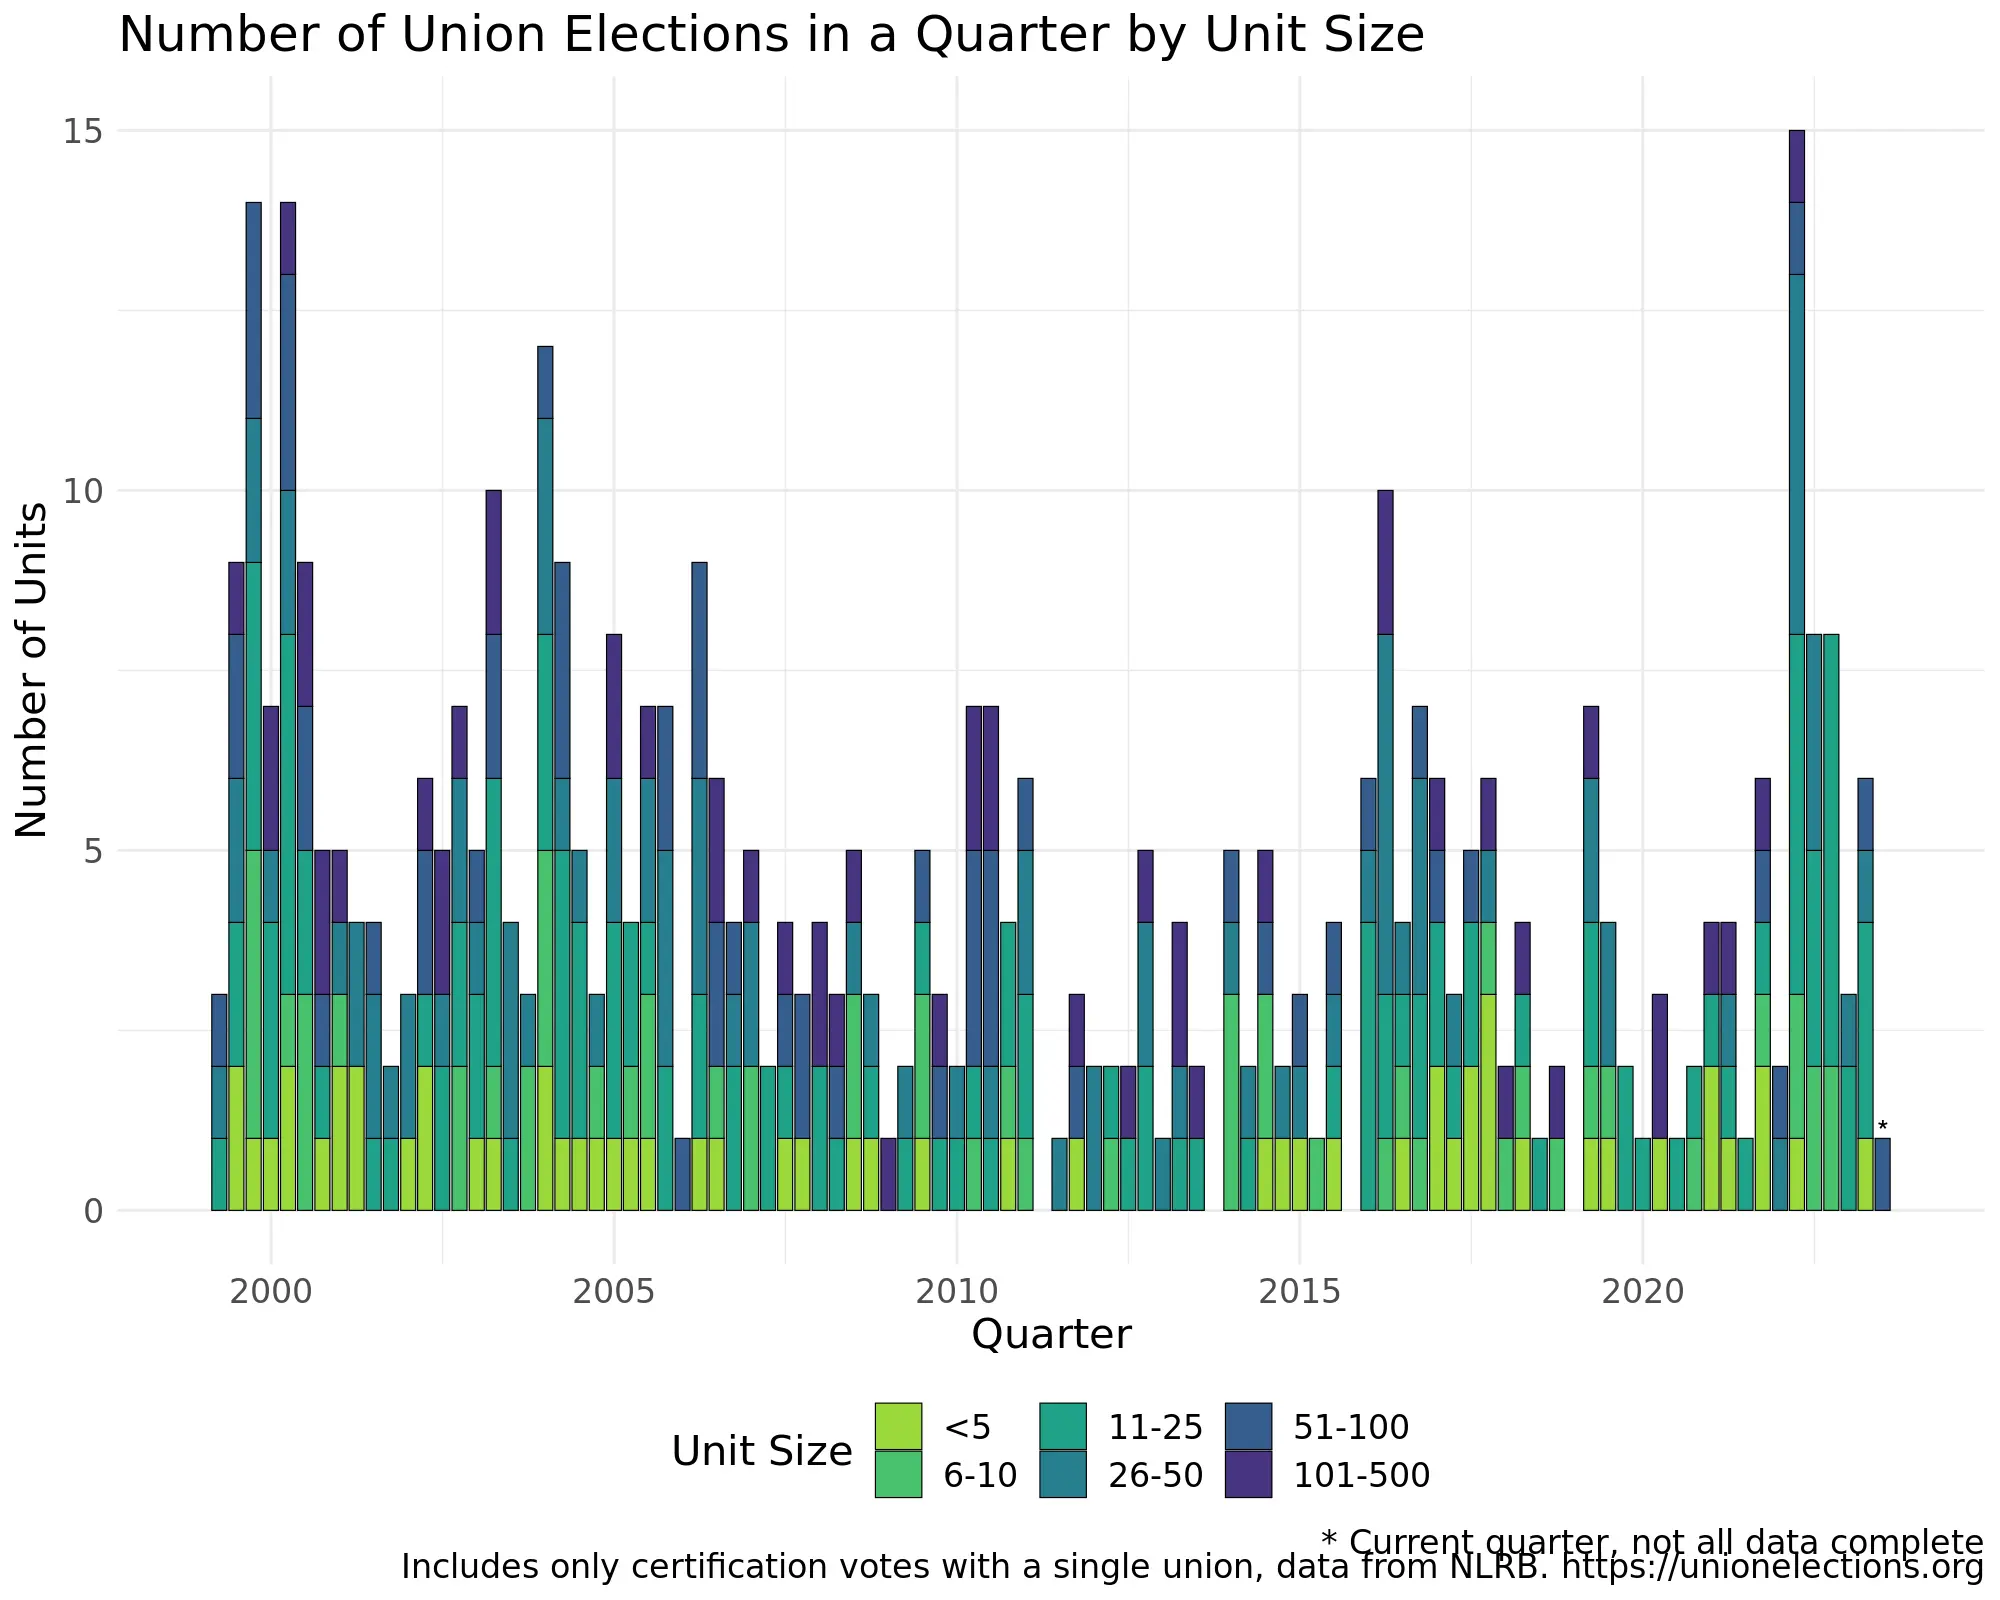 Number of Union Elections in a Quarter by Unit Size
Number of Units
15
10
5
0
*
2000 2005 2010 2015 2020
Quarter
Unit Size
<5 11-25 51-100
6-10 26-50 101-500
* Current quarter, not all data complete
Includes only certification votes with a single union, data from NLRB. https://unionelections.org